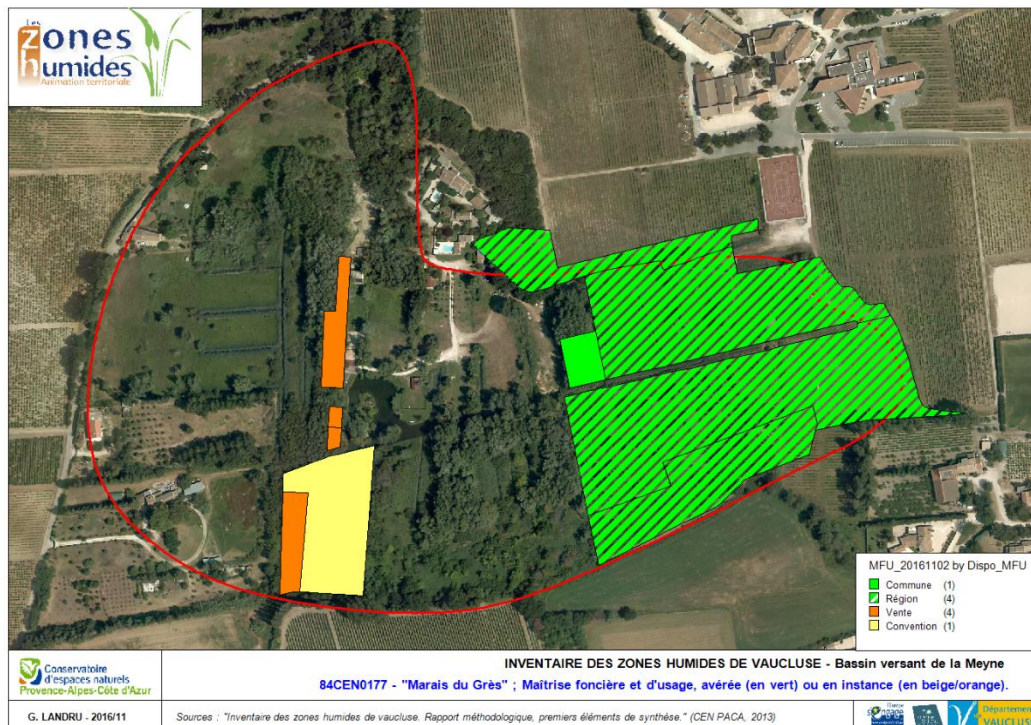 Les
zones
humides
Animation territoriale
MFU_20161102 by Dispo_MFU
Commune (1)
Région (4)
Vente (4)
Convention (1)
Conservatoire
d'espaces naturels
Provence-Alpes-Côte d'Azur
INVENTAIRE DES ZONES HUMIDES DE VAUCLUSE - Bassin versant de la Meyne
84CEN0177 - "Marais du Grès" ; Maîtrise foncière et d'usage, avérée (en vert) ou en instance (en beige/orange).
G. LANDRU - 2016/11
Sources : "Inventaire des zones humides de vaucluse. Rapport méthodologique, premiers éléments de synthèse." (CEN PACA, 2013)
Département
VAUCLUSE